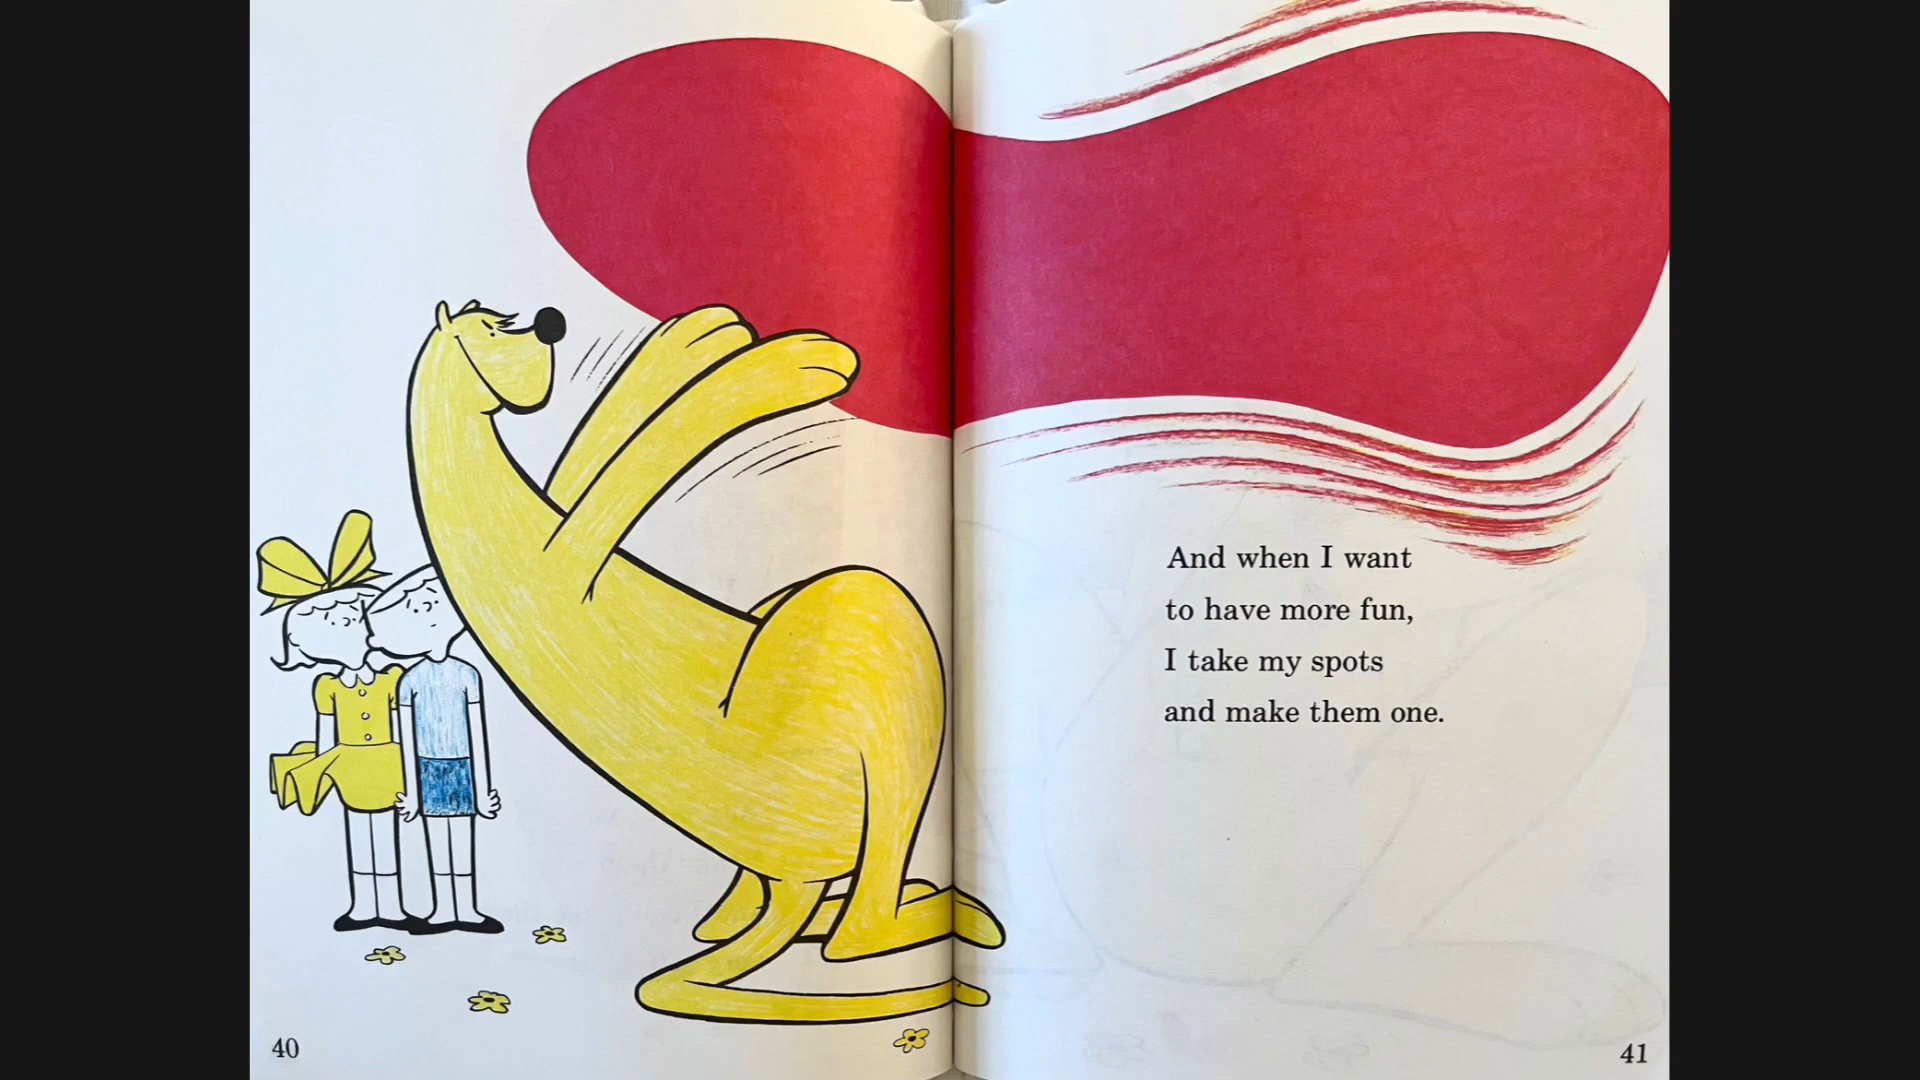 And when I want
to have more fun,
I take my spots
and make them one.
40
41